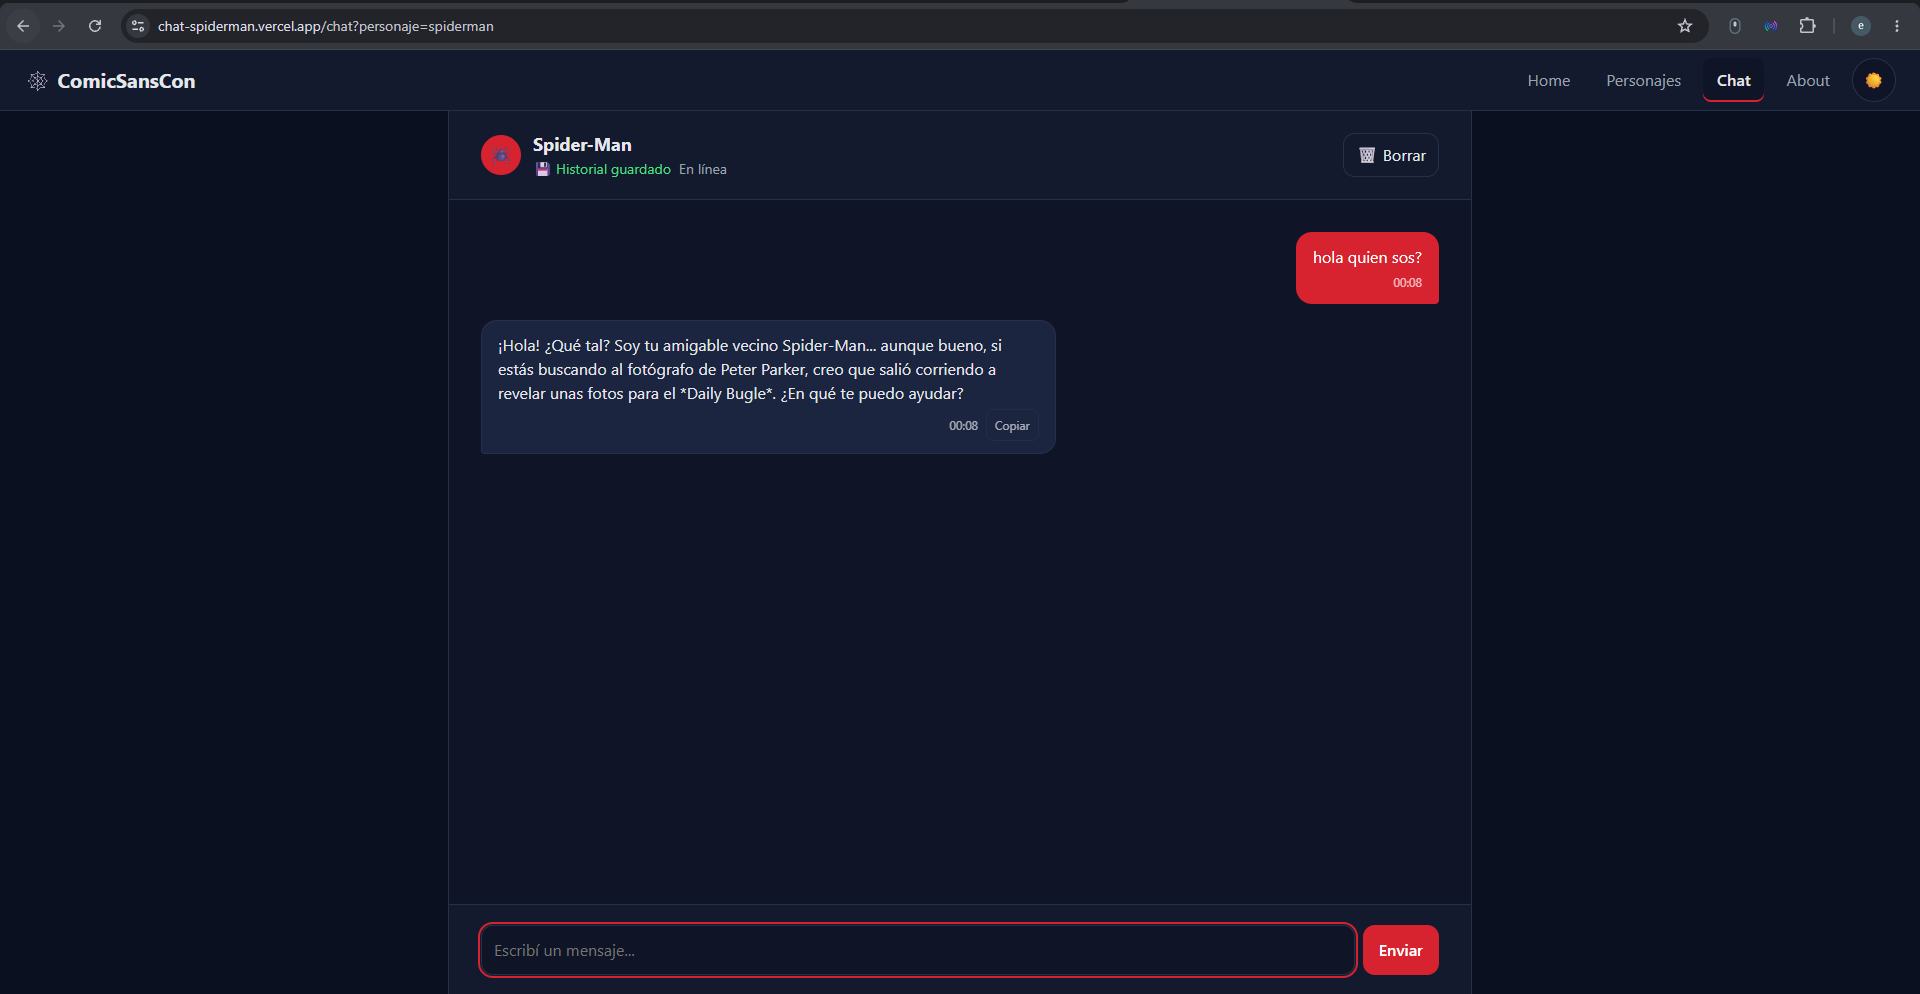 chat-spiderman.vercel.app/chat?personaje=spiderman
e
ComicSansCon
Home
Personajes
Chat
About
Spider-Man
Historial guardado En línea
Borrar
hola quien sos?
00:08
¡Hola! ¿Qué tal? Soy tu amigable vecino Spider-Man... aunque bueno, si
estás buscando al fotógrafo de Peter Parker, creo que salió corriendo a
revelar unas fotos para el *Daily Bugle*. ¿En qué te puedo ayudar?
00:08 Copiar
Escribí un mensaje...
Enviar